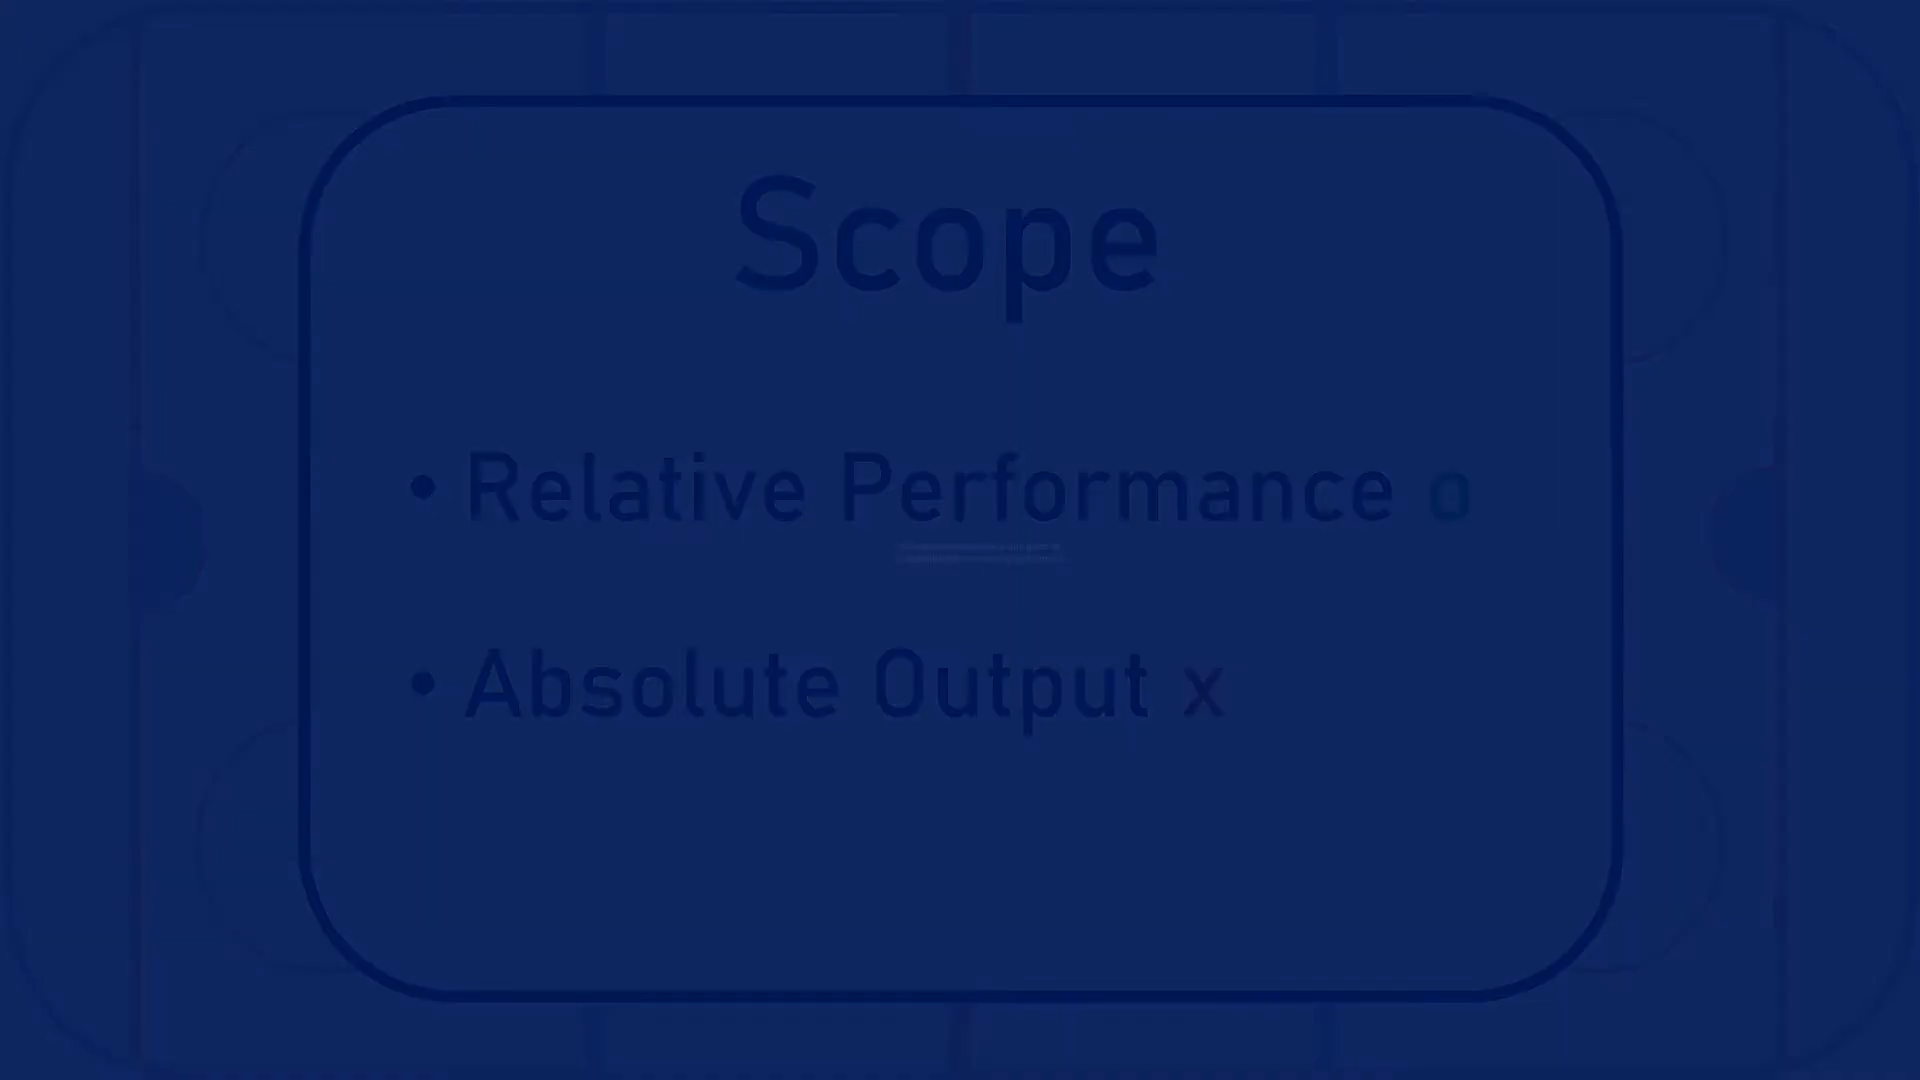 Scope
• Relative Performance o
• Absolute Output x